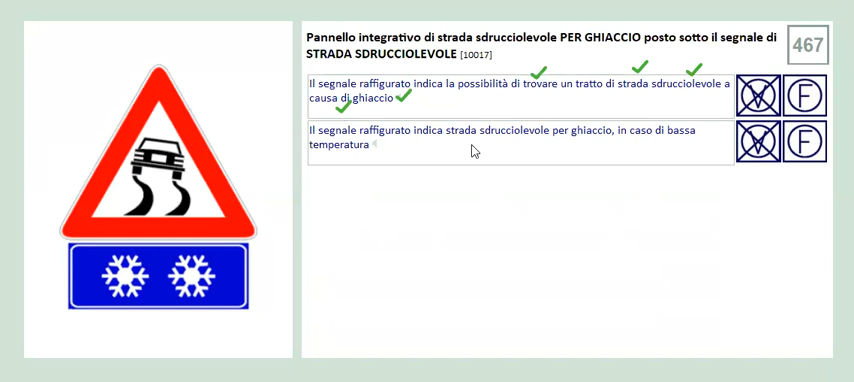 Pannello integrativo di strada sdrucciolevole PER GHIACCIO posto sotto il segnale di
STRADA SDRUCCIOLEVOLE [10017]
467
Il segnale raffigurato indica la possibilità di trovare un tratto di strada sdrucciolevole a
causa di ghiaccio
V F
Il segnale raffigurato indica strada sdrucciolevole per ghiaccio, in caso di bassa
temperatura
V F